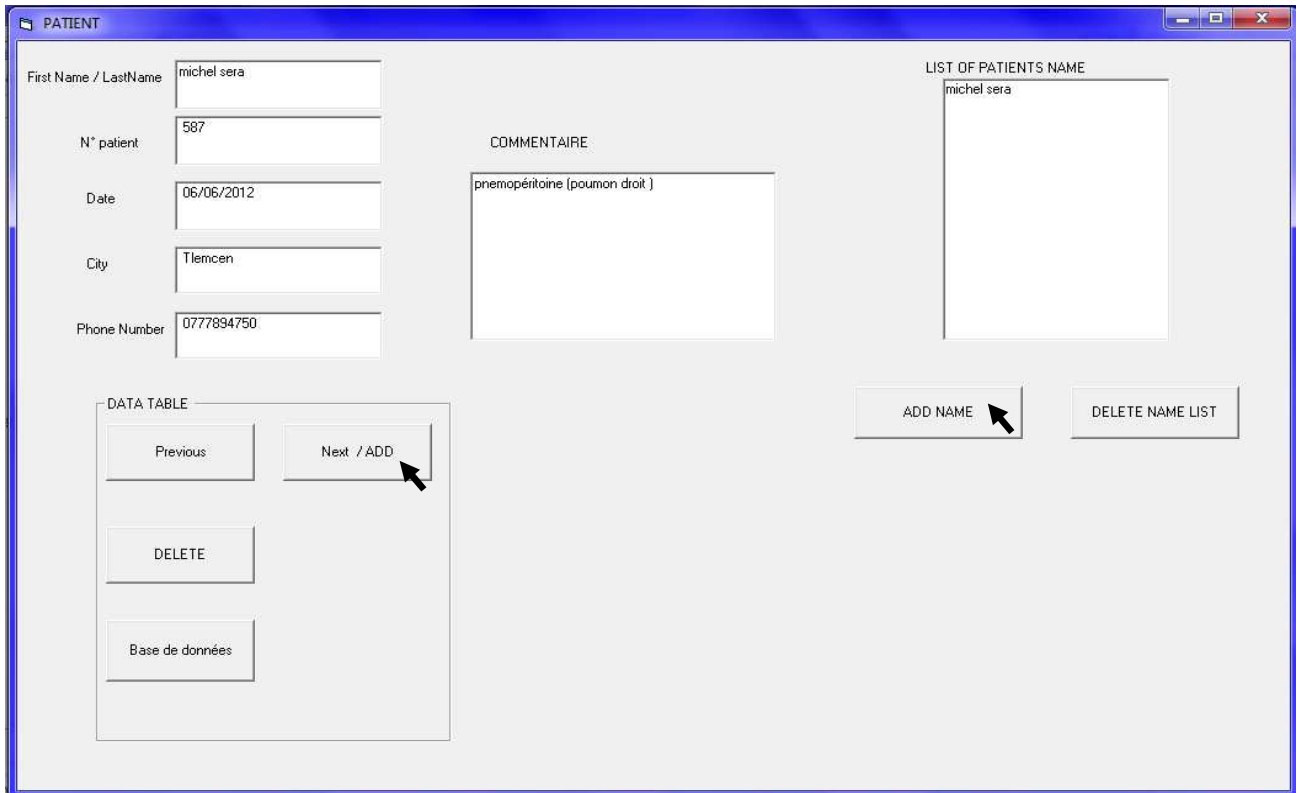 PATIENT
First Name / LastName
michel sera
N° patient
587
Date
06/06/2012
City
Tlemcen
Phone Number
0777894750
COMMENTAIRE
pnemopéritoine (poumon droit )
LIST OF PATIENTS NAME
michel sera
ADD NAME
DELETE NAME LIST
DATA TABLE
Previous
Next / ADD
DELETE
Base de données